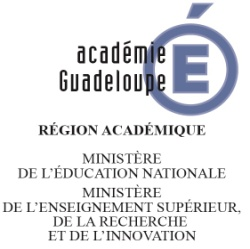 académie
Guadeloupe
É
RÉGION ACADÉMIQUE
MINISTÈRE
DE L'ÉDUCATION NATIONALE
MINISTÈRE
DE L'ENSEIGNEMENT SUPÉRIEUR,
DE LA RECHERCHE
ET DE L'INNOVATION